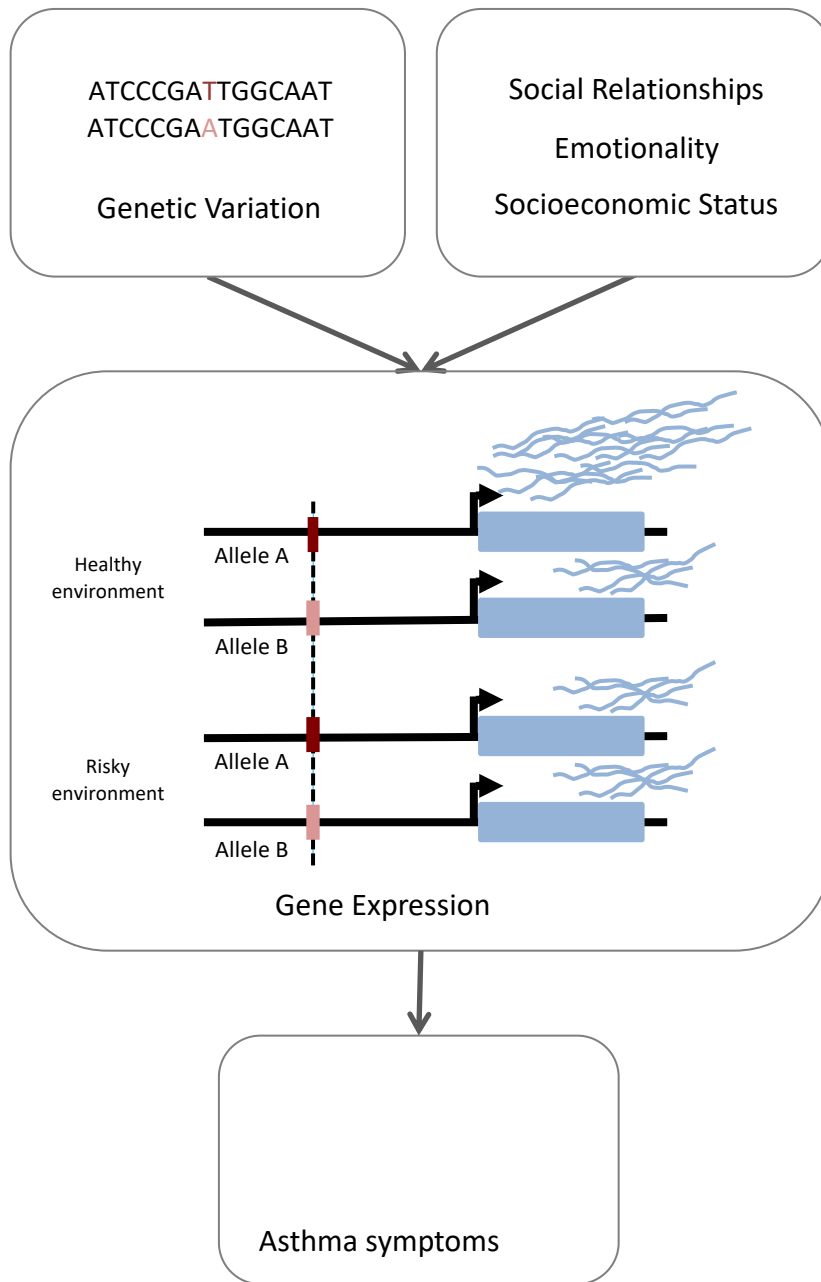 ATCCCGATTGGCAAT
ATCCCGAATGGCAAT
Genetic Variation
Social Relationships
Emotionality
Socioeconomic Status
Healthy
environment
Allele A
Allele B
Risky
environment
Allele A
Allele B
Gene Expression
Asthma symptoms